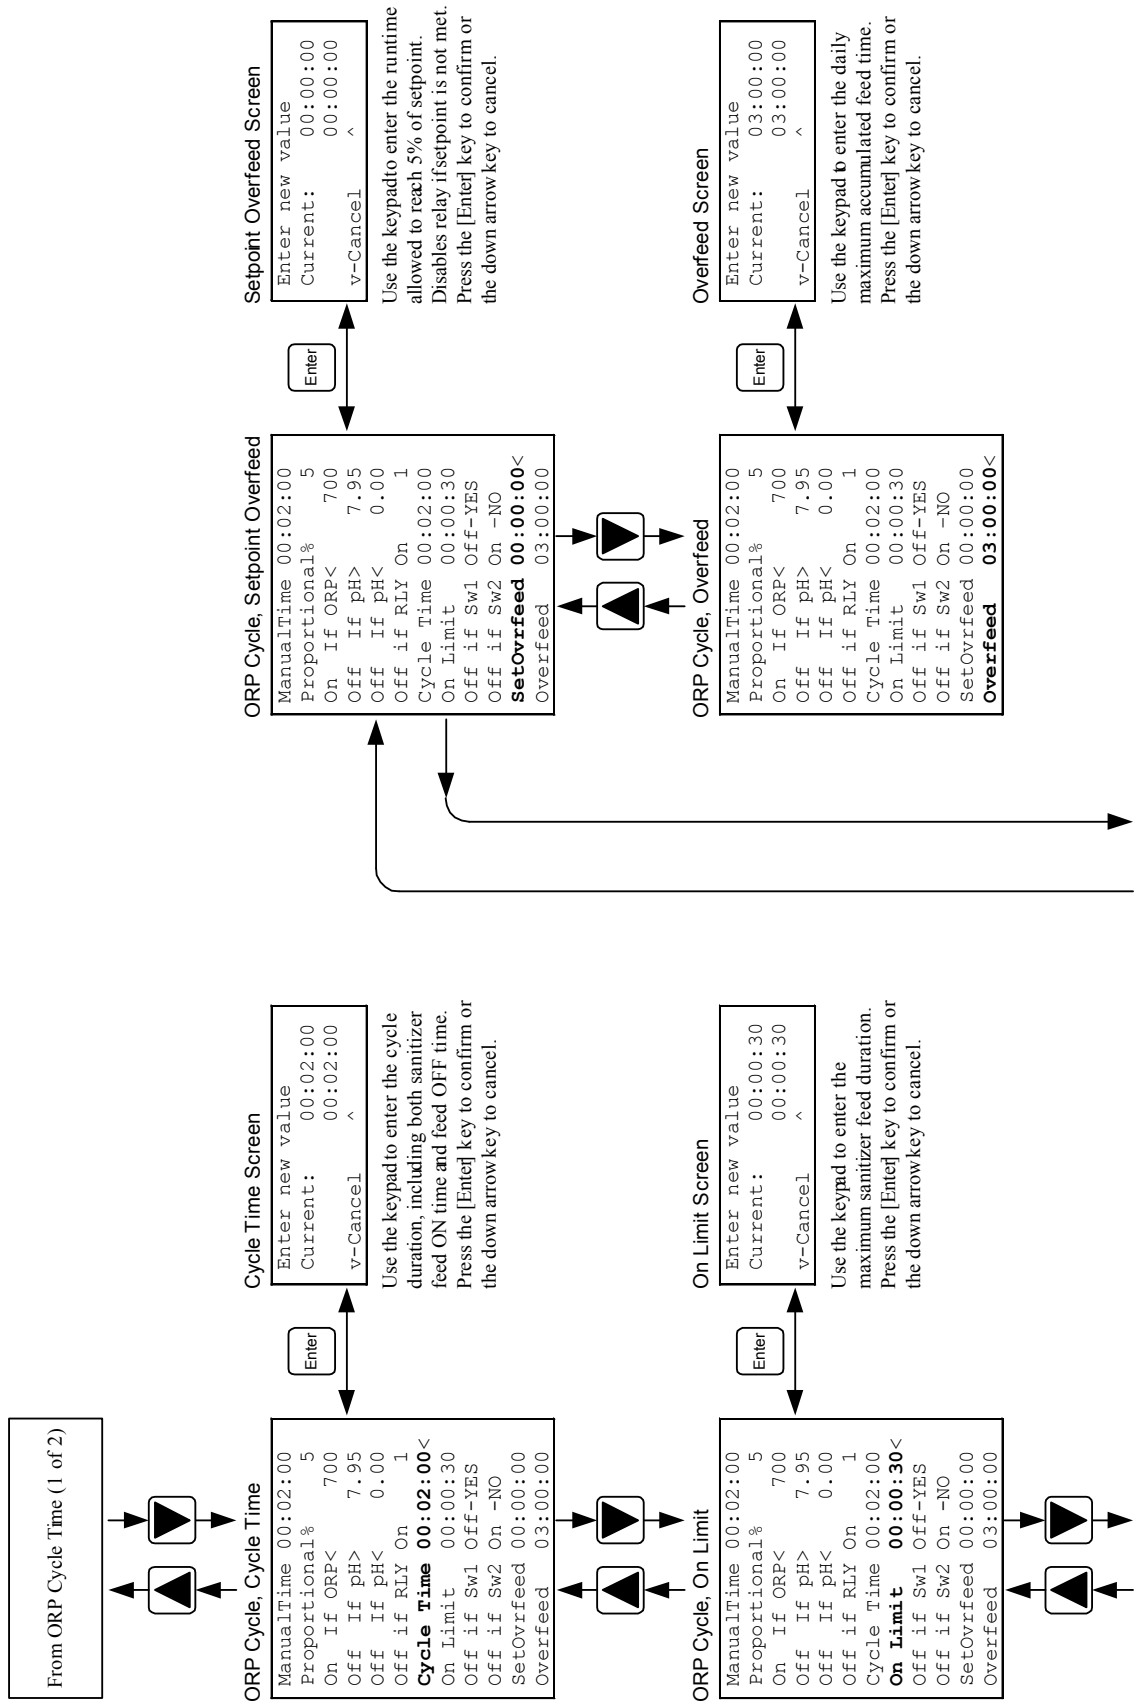 From ORP Cycle Time (1 of 2)
ORP Cycle, Cycle Time
ManualTime 00:02:00
Proportional% 5
On If ORP< 700
Off If pH> 7.95
Off If pH< 0.00
Off if RLY On 1
Cycle Time 00:02:00<
On Limit 00:00:30
Off if Sw1 Off-YES
Off if Sw2 On -NO
SetOvrfeed 00:00:00
Overfeed 03:00:00
Enter
Cycle Time Screen
Enter new value
Current: 00:02:00
00:02:00
v-Cancel ^
Use the keypad to enter the cycle
duration, including both sanitizer
feed ON time and feed OFF time.
Press the [Enter] key to confirm or
the down arrow key to cancel.
ORP Cycle, On Limit
ManualTime 00:02:00
Proportional% 5
On If ORP< 700
Off If pH> 7.95
Off If pH< 0.00
Off if RLY On 1
Cycle Time 00:02:00
On Limit 00:00:30<
Off if Sw1 Off-YES
Off if Sw2 On -NO
SetOvrfeed 00:00:00
Overfeed 03:00:00
Enter
On Limit Screen
Enter new value
Current: 00:00:30
00:00:30
v-Cancel ^
Use the keypad to enter the
maximum sanitizer feed duration.
Press the [Enter] key to confirm or
the down arrow key to cancel.
ORP Cycle, Setpoint Overfeed
ManualTime 00:02:00
Proportional% 5
On If ORP< 700
Off If pH> 7.95
Off If pH< 0.00
Off if RLY On 1
Cycle Time 00:02:00
On Limit 00:00:30
Off if Sw1 Off-YES
Off if Sw2 On -NO
SetOvrfeed 00:00:00<
Overfeed 03:00:00
Enter
Setpoint Overfeed Screen
Enter new value
Current: 00:00:00
00:00:00
v-Cancel ^
Use the keypad to enter the runtime
allowed to reach 5% of setpoint.
Disables relay if setpoint is not met.
Press the [Enter] key to confirm or
the down arrow key to cancel.
ORP Cycle, Overfeed
ManualTime 00:02:00
Proportional% 5
On If ORP< 700
Off If pH> 7.95
Off If pH< 0.00
Off if RLY On 1
Cycle Time 00:02:00
On Limit 00:00:30
Off if Sw1 Off-YES
Off if Sw2 On -NO
SetOvrfeed 00:00:00
Overfeed 03:00:00<
Enter
Overfeed Screen
Enter new value
Current: 03:00:00
03:00:00
v-Cancel ^
Use the keypad to enter the daily
maximum accumulated feed time.
Press the [Enter] key to confirm or
the down arrow key to cancel.